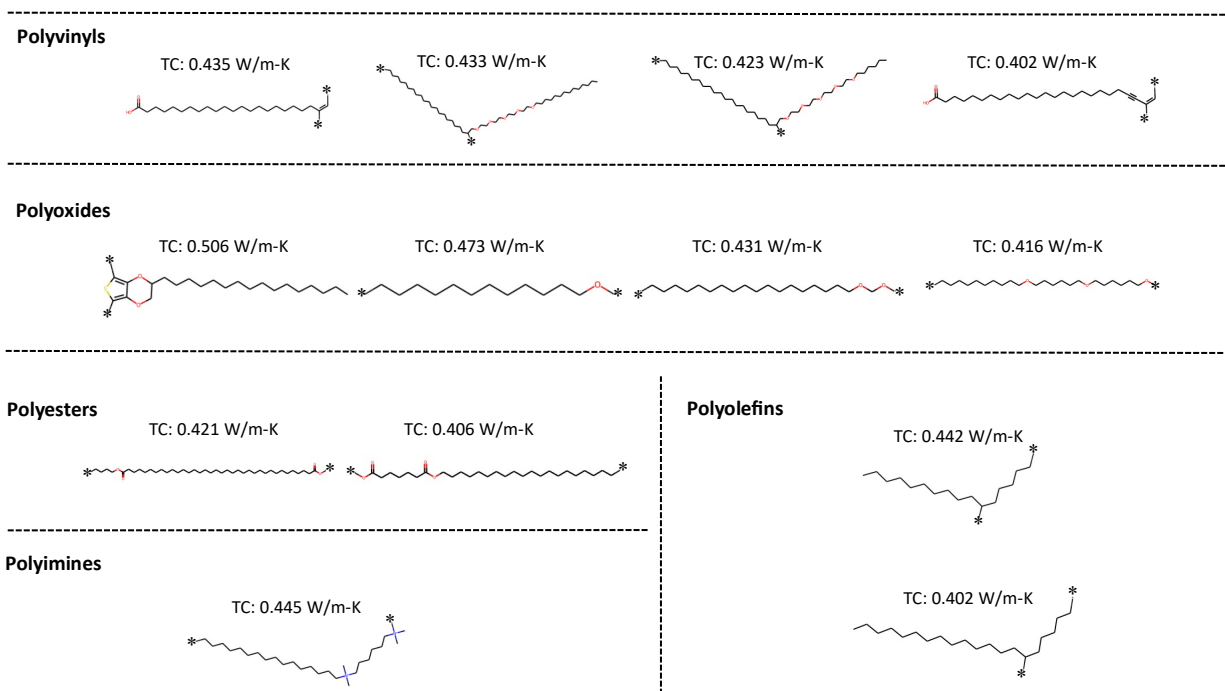 Polyvinyls
TC: 0.435 W/m-K
TC: 0.433 W/m-K
TC: 0.423 W/m-K
TC: 0.402 W/m-K
Polyoxides
TC: 0.506 W/m-K
TC: 0.473 W/m-K
TC: 0.431 W/m-K
TC: 0.416 W/m-K
Polyesters
TC: 0.421 W/m-K
TC: 0.406 W/m-K
Polyolefins
TC: 0.442 W/m-K
TC: 0.402 W/m-K
Polyimines
TC: 0.445 W/m-K